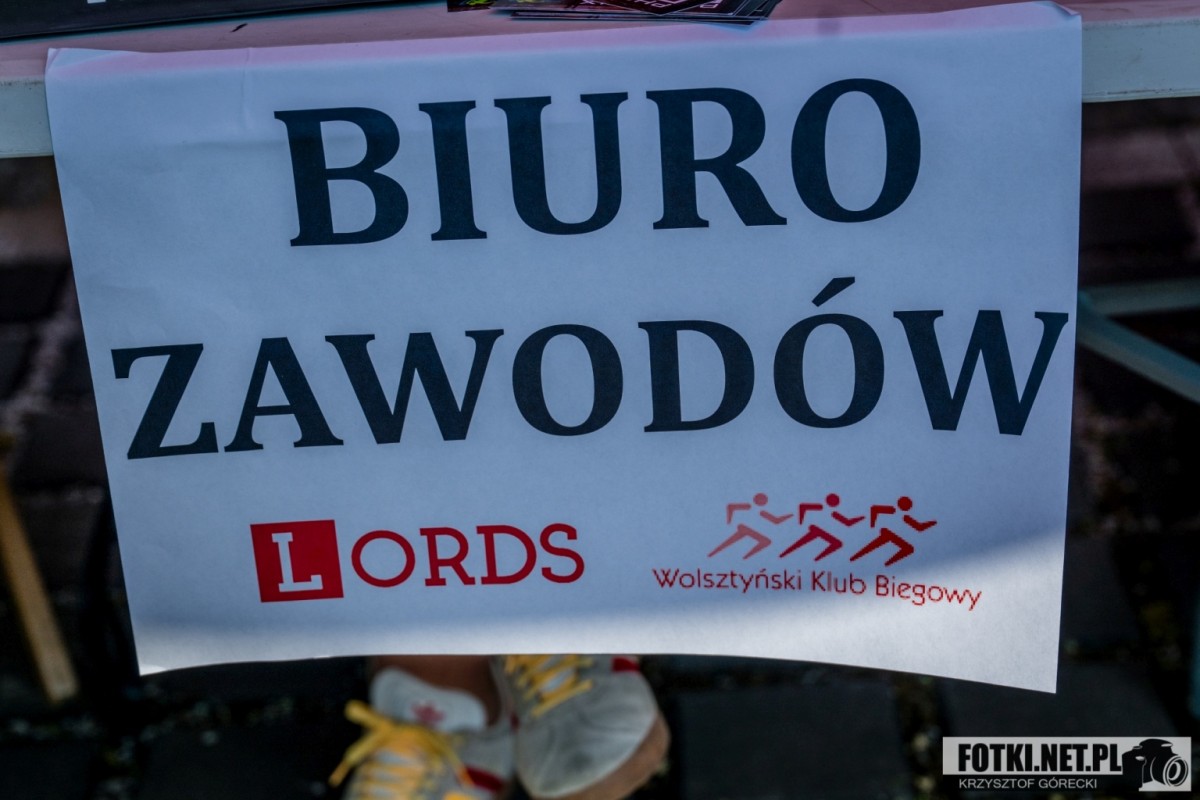 BIURO
ZAWODÓW
LORDS
Wolsztyński Klub Biegowy
FOTKI.NET.PL
KRZYSZTOF GÓRECKI